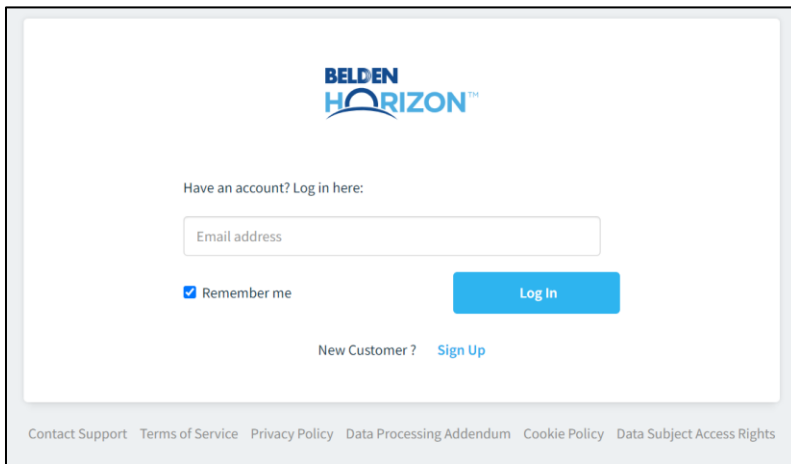 BELDEN
HORIZON™
Have an account? Log in here:
Email address
Remember me
Log In
New Customer ? Sign Up
Contact Support Terms of Service Privacy Policy Data Processing Addendum Cookie Policy Data Subject Access Rights